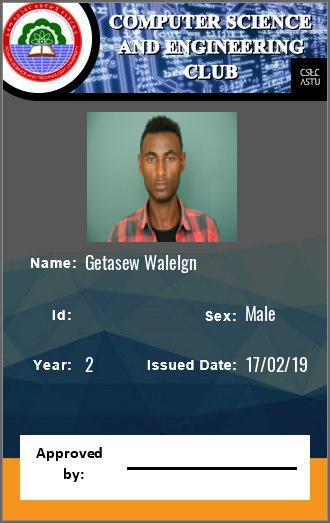 COMPUTER SCIENCE
AND ENGINEERING
CLUB
CSEC
ASTU
Name: Getasew Walelgn
Id: Sex: Male
Year: 2 Issued Date: 17/02/19
Approved
by: